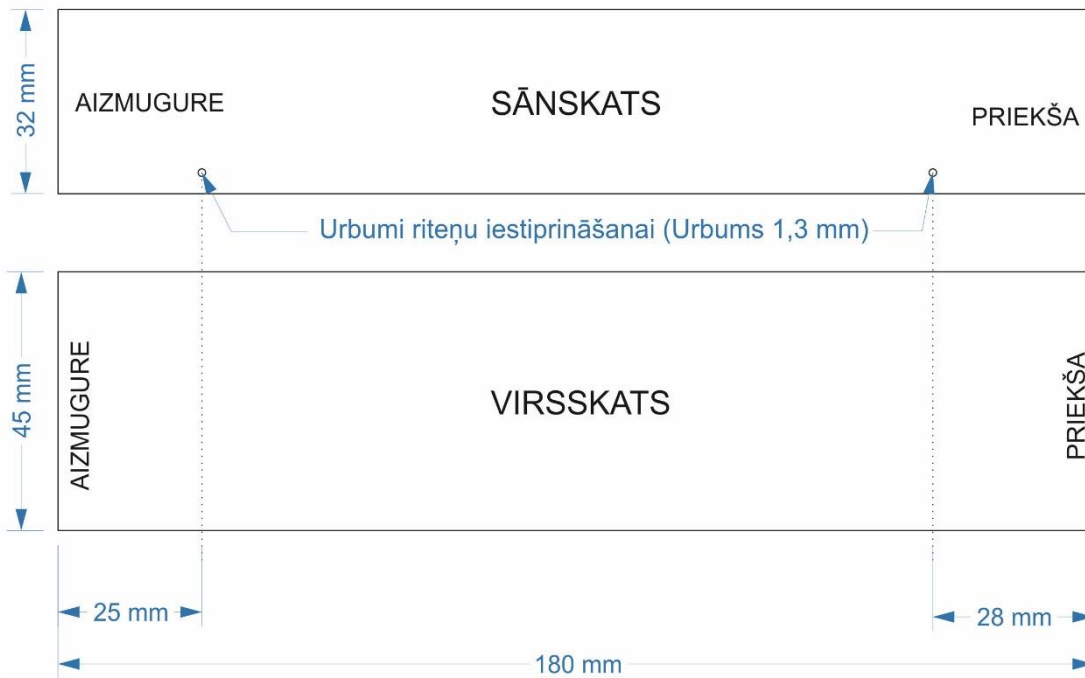 32 mm
AIZMUGURE
SĀNSKATS
PRIEKŠA
Urbumi riteņu iestiprināšanai (Urbums 1,3 mm)
45 mm
AIZMUGURE
VIRSSKATS
PRIEKŠA
25 mm
28 mm
180 mm